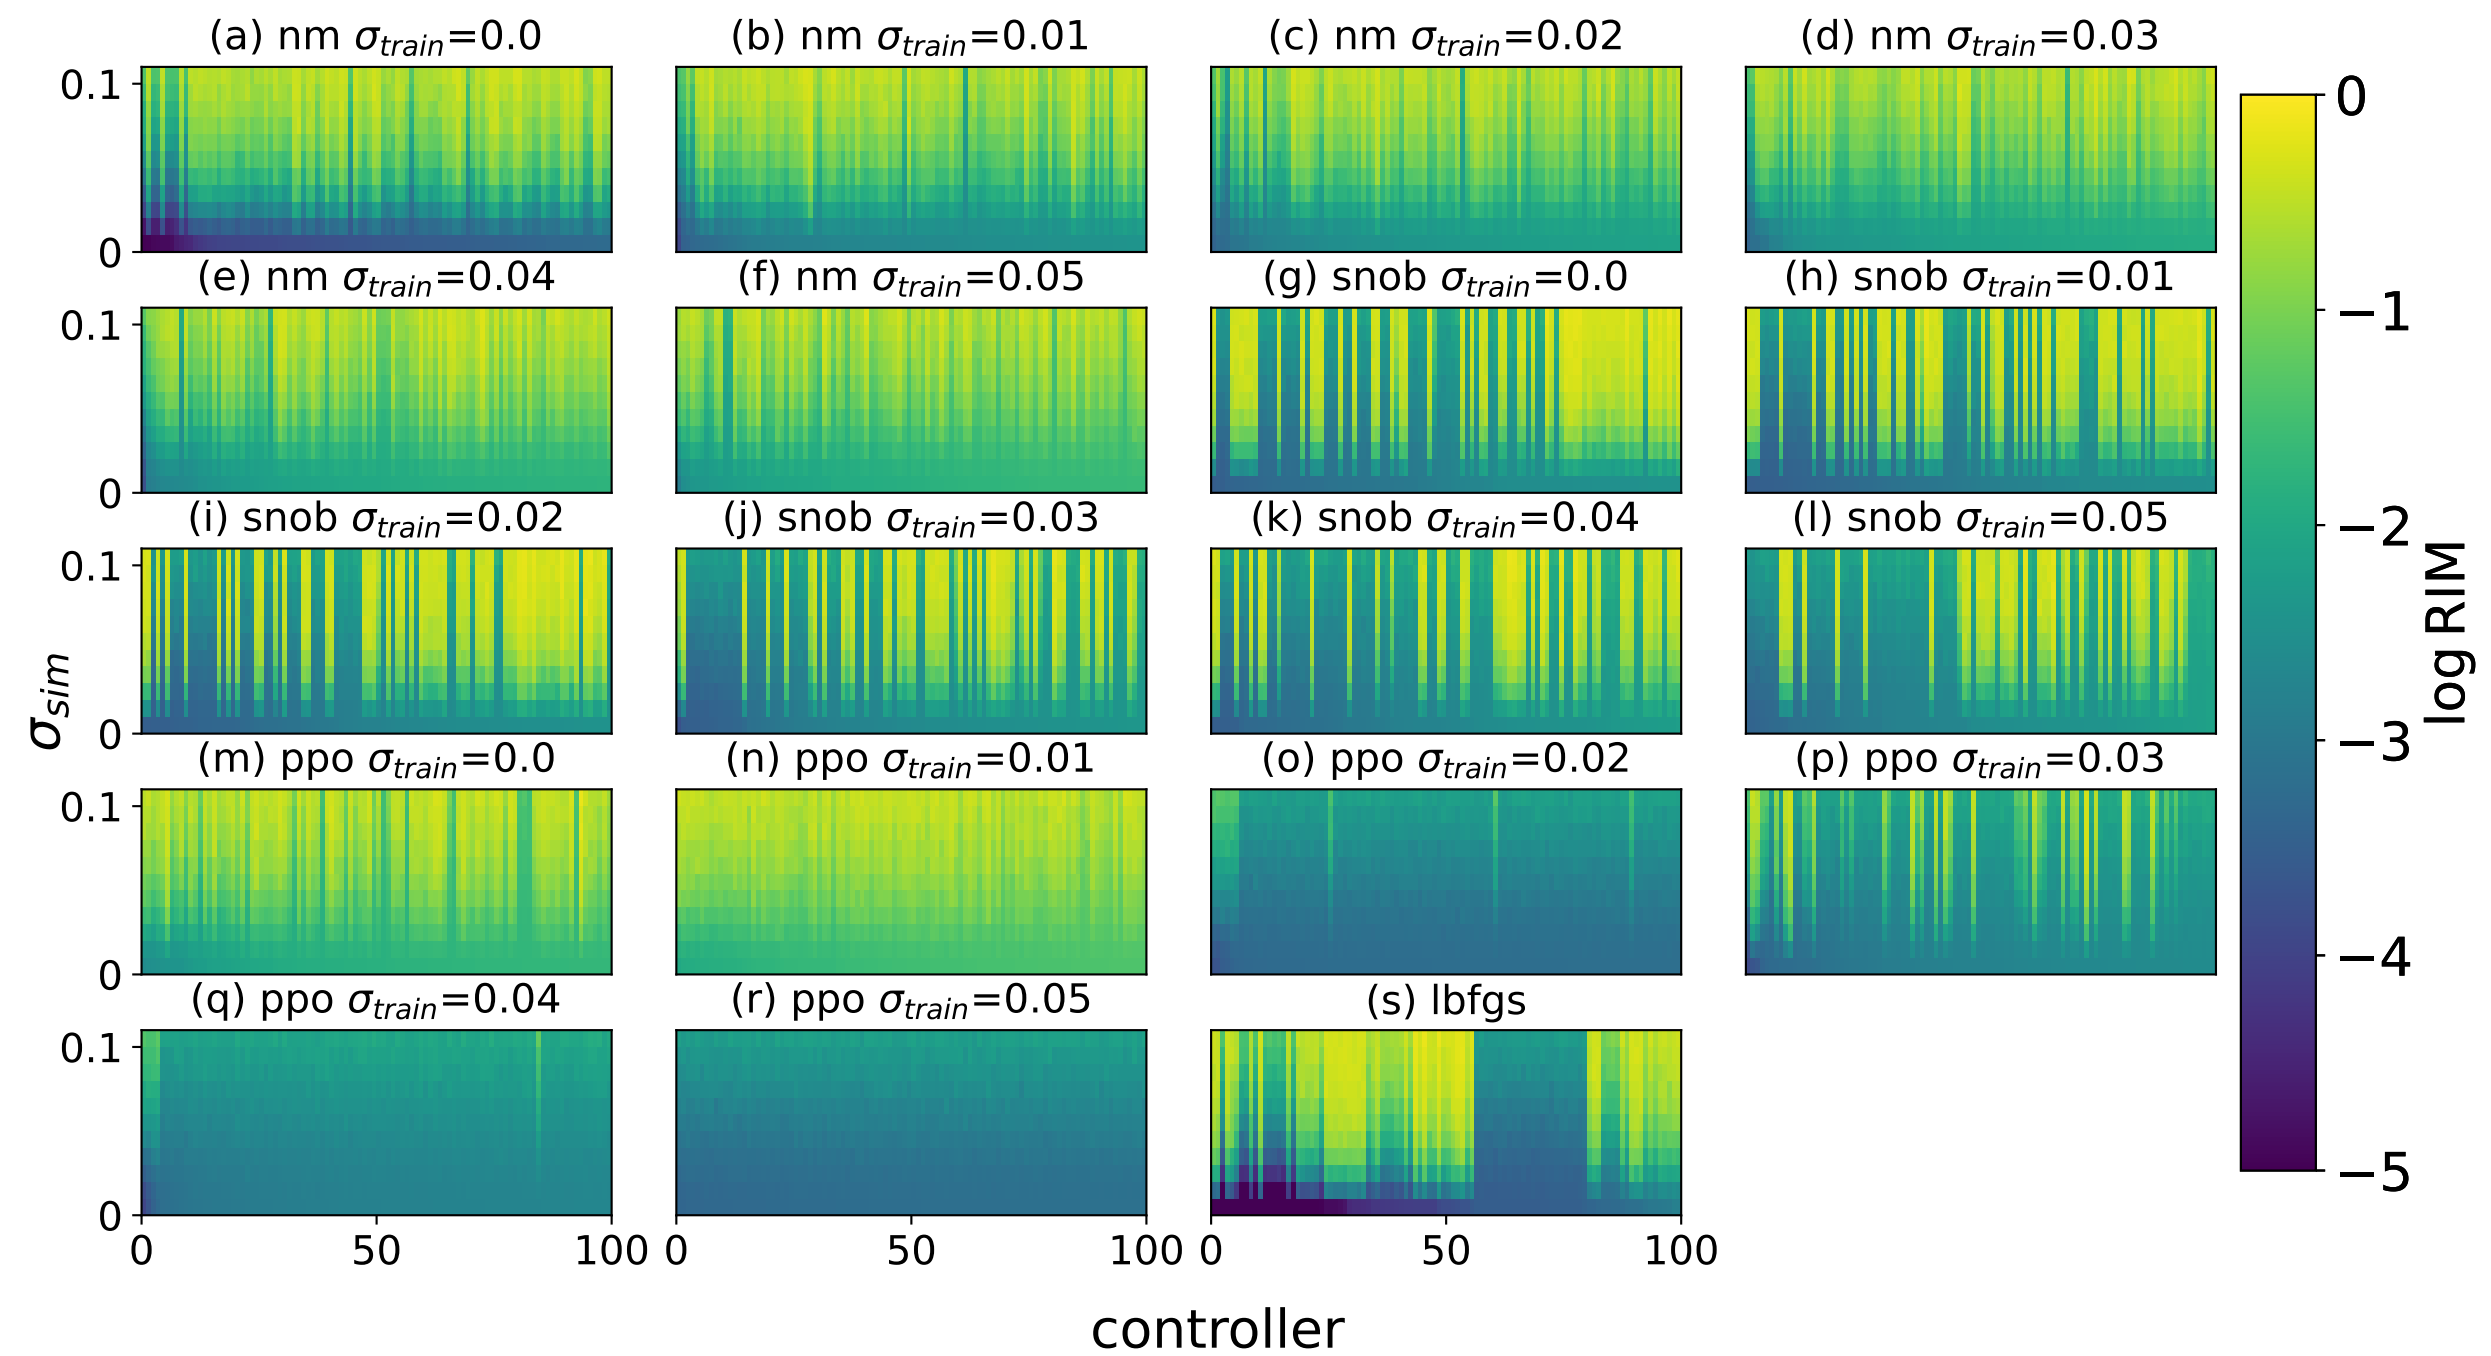 (a) nm σtrain=0.0
(b) nm σtrain=0.01
(c) nm σtrain=0.02
(d) nm σtrain=0.03
0.1
0
(e) nm σtrain=0.04
(f) nm σtrain=0.05
(g) snob σtrain=0.0
(h) snob σtrain=0.01
0.1
0
(i) snob σtrain=0.02
(j) snob σtrain=0.03
(k) snob σtrain=0.04
(l) snob σtrain=0.05
0.1
0
σsim
(m) ppo σtrain=0.0
(n) ppo σtrain=0.01
(o) ppo σtrain=0.02
(p) ppo σtrain=0.03
0.1
0
(q) ppo σtrain=0.04
(r) ppo σtrain=0.05
(s) lbfgs
0.1
0
0 50 100
0 50 100
0 50 100
controller
0
−1
−2
−3
−4
−5
log RIM